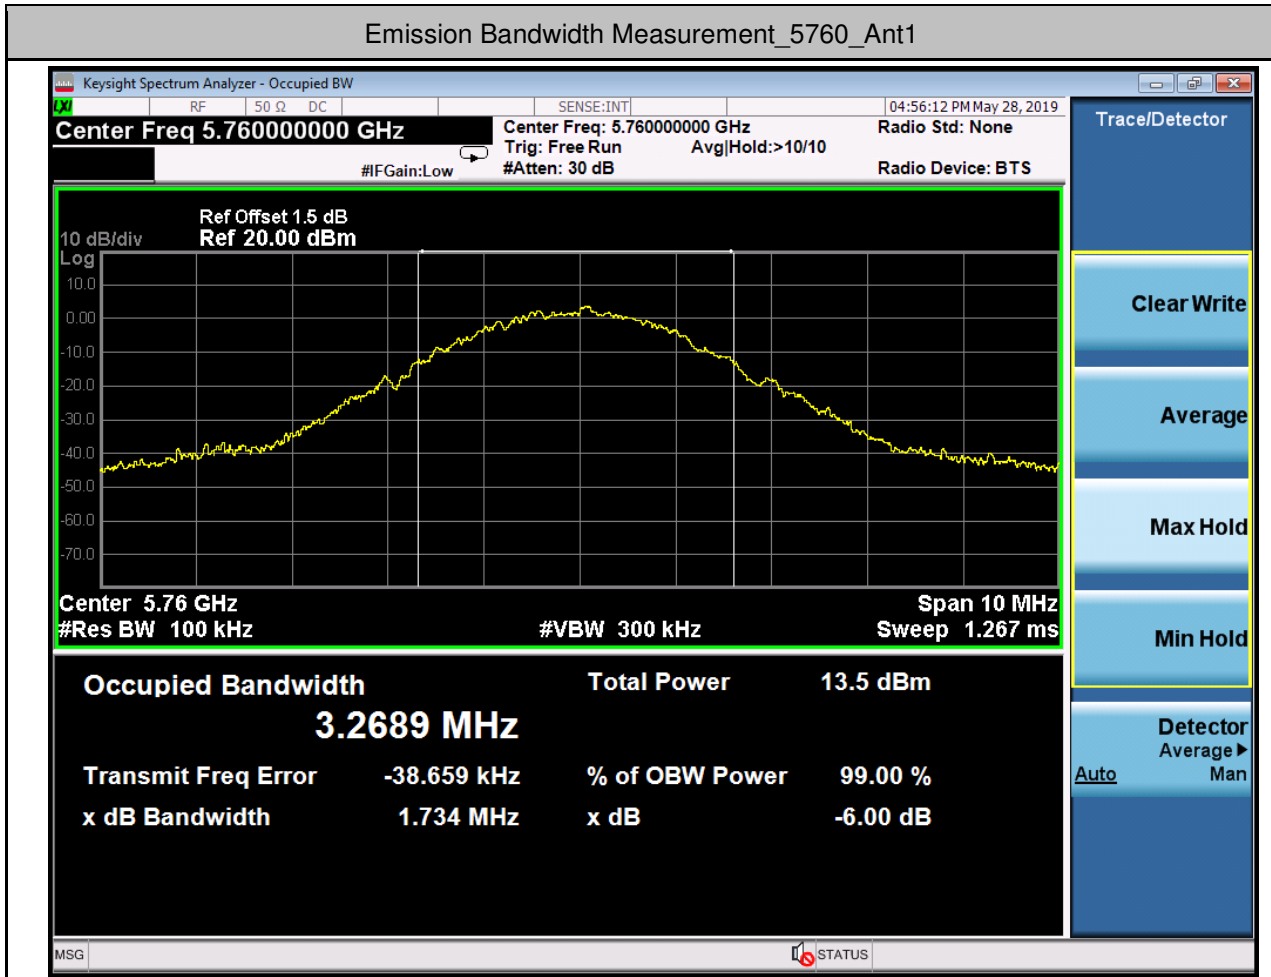 Emission Bandwidth Measurement_5760_Ant1
Keysight Spectrum Analyzer - Occupied BW
LXI RF 50 Ω DC SENSE:INT 04:56:12 PM May 28, 2019
Center Freq 5.760000000 GHz
#IFGain:Low
Center Freq: 5.760000000 GHz
Trig: Free Run Avg|Hold:>10/10
#Atten: 30 dB
Radio Std: None
Radio Device: BTS
Ref Offset 1.5 dB
10 dB/div Ref 20.00 dBm
Log
10.0
0.00
-10.0
-20.0
-30.0
-40.0
-50.0
-60.0
-70.0
Center 5.76 GHz Span 10 MHz
#Res BW 100 kHz #VBW 300 kHz Sweep 1.267 ms
Occupied Bandwidth Total Power 13.5 dBm
3.2689 MHz
Transmit Freq Error -38.659 kHz % of OBW Power 99.00 %
x dB Bandwidth 1.734 MHz x dB -6.00 dB
Trace/Detector
Clear Write
Average
Max Hold
Min Hold
Detector
Average▶
Auto Man
MSG STATUS